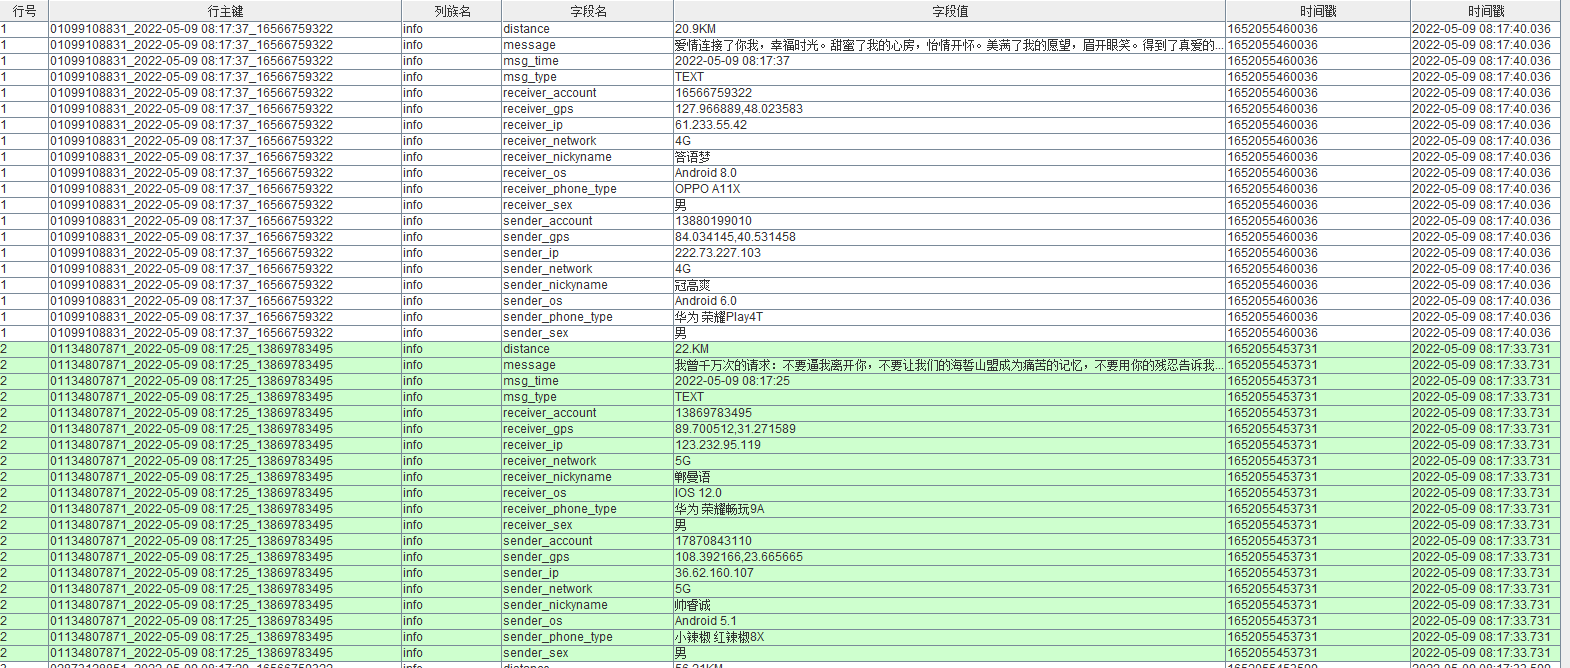 行号 行主键 列族名 字段名 字段值 时间戳 时间戳
1 01099108831_2022-05-09 08:17:37_16566759322 info distance 20.9KM 1652055460036 2022-05-09 08:17:40.036
1 01099108831_2022-05-09 08:17:37_16566759322 info message 爱情连接了你我，幸福时光。甜蜜了我的心房，怡情开怀。美满了我的愿望，眉开眼笑。得到了真爱的... 1652055460036 2022-05-09 08:17:40.036
1 01099108831_2022-05-09 08:17:37_16566759322 info msg_time 2022-05-09 08:17:37 1652055460036 2022-05-09 08:17:40.036
1 01099108831_2022-05-09 08:17:37_16566759322 info msg_type TEXT 1652055460036 2022-05-09 08:17:40.036
1 01099108831_2022-05-09 08:17:37_16566759322 info receiver_account 16566759322 1652055460036 2022-05-09 08:17:40.036
1 01099108831_2022-05-09 08:17:37_16566759322 info receiver_gps 127.966889,48.023583 1652055460036 2022-05-09 08:17:40.036
1 01099108831_2022-05-09 08:17:37_16566759322 info receiver_ip 61.233.55.42 1652055460036 2022-05-09 08:17:40.036
1 01099108831_2022-05-09 08:17:37_16566759322 info receiver_network 4G 1652055460036 2022-05-09 08:17:40.036
1 01099108831_2022-05-09 08:17:37_16566759322 info receiver_nickyname 答语梦 1652055460036 2022-05-09 08:17:40.036
1 01099108831_2022-05-09 08:17:37_16566759322 info receiver_os Android 8.0 1652055460036 2022-05-09 08:17:40.036
1 01099108831_2022-05-09 08:17:37_16566759322 info receiver_phone_type OPPO A11X 1652055460036 2022-05-09 08:17:40.036
1 01099108831_2022-05-09 08:17:37_16566759322 info receiver_sex 男 1652055460036 2022-05-09 08:17:40.036
1 01099108831_2022-05-09 08:17:37_16566759322 info sender_account 13880199010 1652055460036 2022-05-09 08:17:40.036
1 01099108831_2022-05-09 08:17:37_16566759322 info sender_gps 84.034145,40.531458 1652055460036 2022-05-09 08:17:40.036
1 01099108831_2022-05-09 08:17:37_16566759322 info sender_ip 222.73.227.103 1652055460036 2022-05-09 08:17:40.036
1 01099108831_2022-05-09 08:17:37_16566759322 info sender_network 4G 1652055460036 2022-05-09 08:17:40.036
1 01099108831_2022-05-09 08:17:37_16566759322 info sender_nickyname 冠高爽 1652055460036 2022-05-09 08:17:40.036
1 01099108831_2022-05-09 08:17:37_16566759322 info sender_os Android 6.0 1652055460036 2022-05-09 08:17:40.036
1 01099108831_2022-05-09 08:17:37_16566759322 info sender_phone_type 华为 荣耀Play4T 1652055460036 2022-05-09 08:17:40.036
1 01099108831_2022-05-09 08:17:37_16566759322 info sender_sex 男 1652055460036 2022-05-09 08:17:40.036
2 01134807871_2022-05-09 08:17:25_13869783495 info distance 22.KM 1652055453731 2022-05-09 08:17:33.731
2 01134807871_2022-05-09 08:17:25_13869783495 info message 我曾千万次的请求：不要逼我离开你，不要让我们的海誓山盟成为痛苦的记忆，不要用你的残忍告诉我... 1652055453731 2022-05-09 08:17:33.731
2 01134807871_2022-05-09 08:17:25_13869783495 info msg_time 2022-05-09 08:17:25 1652055453731 2022-05-09 08:17:33.731
2 01134807871_2022-05-09 08:17:25_13869783495 info msg_type TEXT 1652055453731 2022-05-09 08:17:33.731
2 01134807871_2022-05-09 08:17:25_13869783495 info receiver_account 13869783495 1652055453731 2022-05-09 08:17:33.731
2 01134807871_2022-05-09 08:17:25_13869783495 info receiver_gps 89.700512,31.271589 1652055453731 2022-05-09 08:17:33.731
2 01134807871_2022-05-09 08:17:25_13869783495 info receiver_ip 123.232.95.119 1652055453731 2022-05-09 08:17:33.731
2 01134807871_2022-05-09 08:17:25_13869783495 info receiver_network 5G 1652055453731 2022-05-09 08:17:33.731
2 01134807871_2022-05-09 08:17:25_13869783495 info receiver_nickyname 郸曼语 1652055453731 2022-05-09 08:17:33.731
2 01134807871_2022-05-09 08:17:25_13869783495 info receiver_os IOS 12.0 1652055453731 2022-05-09 08:17:33.731
2 01134807871_2022-05-09 08:17:25_13869783495 info receiver_phone_type 华为 荣耀畅玩9A 1652055453731 2022-05-09 08:17:33.731
2 01134807871_2022-05-09 08:17:25_13869783495 info receiver_sex 男 1652055453731 2022-05-09 08:17:33.731
2 01134807871_2022-05-09 08:17:25_13869783495 info sender_account 17870843110 1652055453731 2022-05-09 08:17:33.731
2 01134807871_2022-05-09 08:17:25_13869783495 info sender_gps 108.392166,23.665665 1652055453731 2022-05-09 08:17:33.731
2 01134807871_2022-05-09 08:17:25_13869783495 info sender_ip 36.62.160.107 1652055453731 2022-05-09 08:17:33.731
2 01134807871_2022-05-09 08:17:25_13869783495 info sender_network 5G 1652055453731 2022-05-09 08:17:33.731
2 01134807871_2022-05-09 08:17:25_13869783495 info sender_nickyname 帅睿诚 1652055453731 2022-05-09 08:17:33.731
2 01134807871_2022-05-09 08:17:25_13869783495 info sender_os Android 5.1 1652055453731 2022-05-09 08:17:33.731
2 01134807871_2022-05-09 08:17:25_13869783495 info sender_phone_type 小辣椒 红辣椒8X 1652055453731 2022-05-09 08:17:33.731
2 01134807871_2022-05-09 08:17:25_13869783495 info sender_sex 男 1652055453731 2022-05-09 08:17:33.731